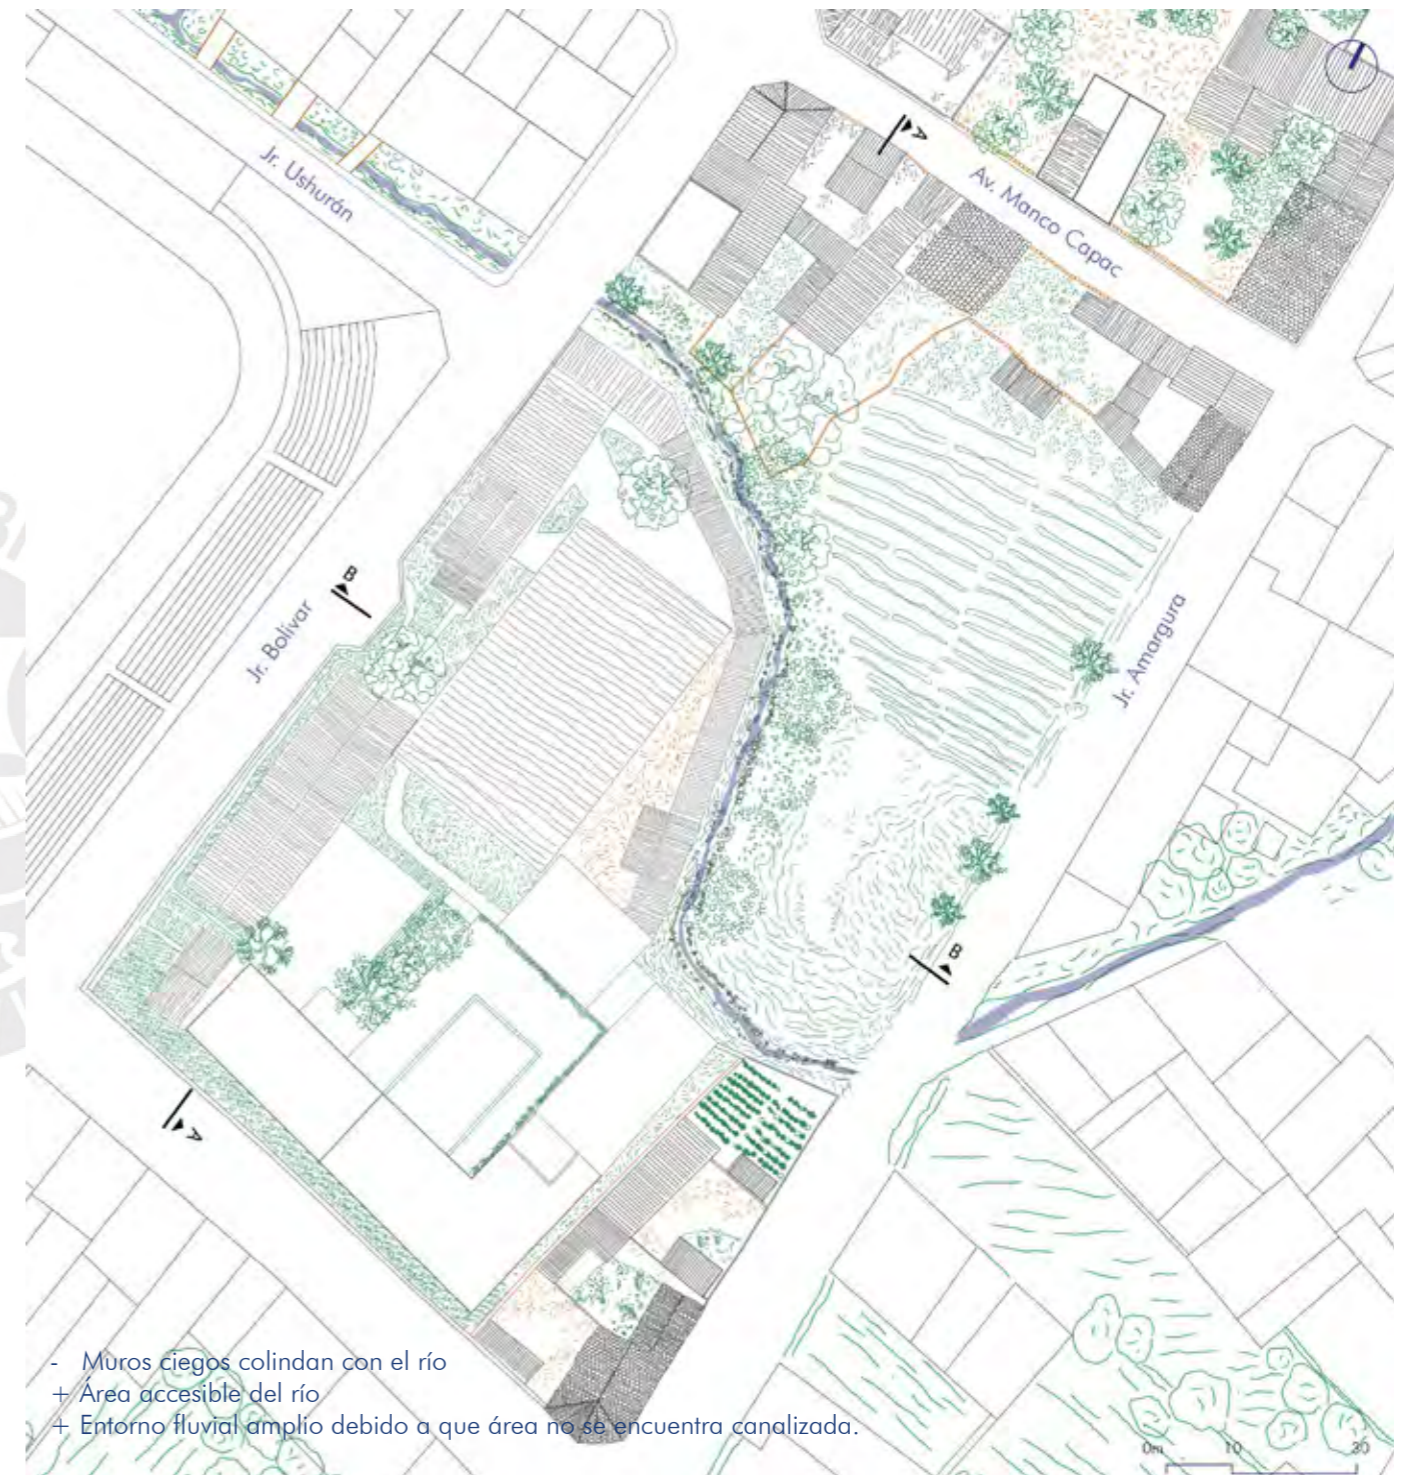 Jr. Ushurán
A
Av. Manco Capac
B
Jr. Bolívar
Jr. Amargura
B
A
- Muros ciegos colindan con el río
+ Área accesible del río
+ Entorno fluvial amplio debido a que área no se encuentra canalizada.
0m 10 30